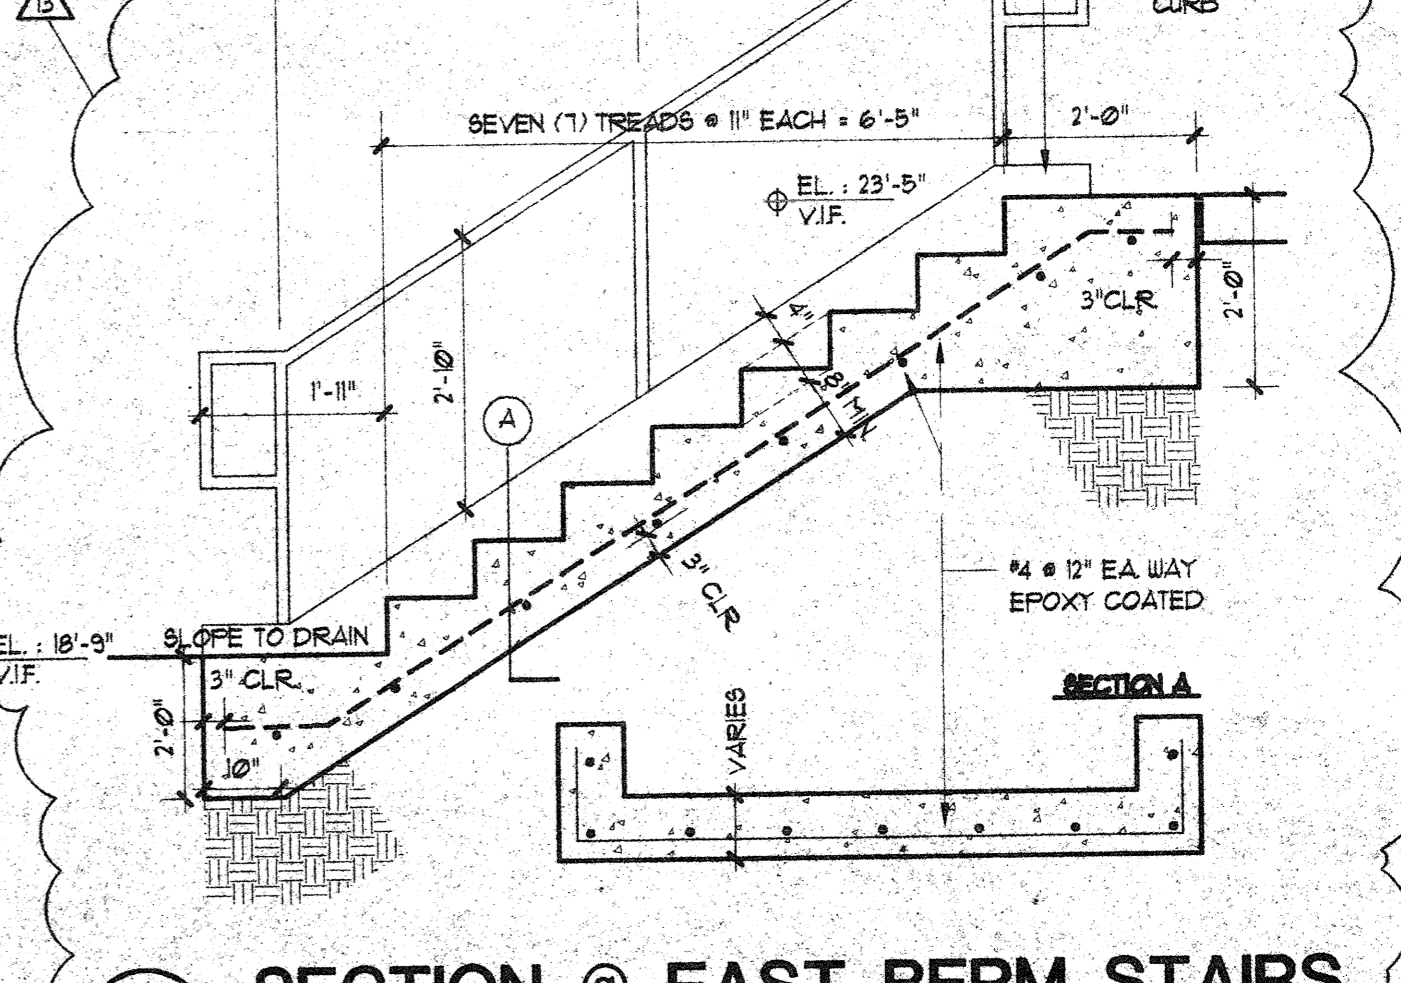 13
CURB
SEVEN (7) TREADS @ 11" EACH = 6'-5"
2'-0"
EL. : 23'-5"
V.I.F.
3" CLR
2'-0"
4"
8" MIN
1'-11"
2'-10"
A
3" CLR
#4 @ 12" EA. WAY
EPOXY COATED
EL. : 18'-9"
V.I.F.
SLOPE TO DRAIN
3" CLR.
2'-0"
10"
SECTION A
VARIES
SECTION @ EAST BERM STAIRS